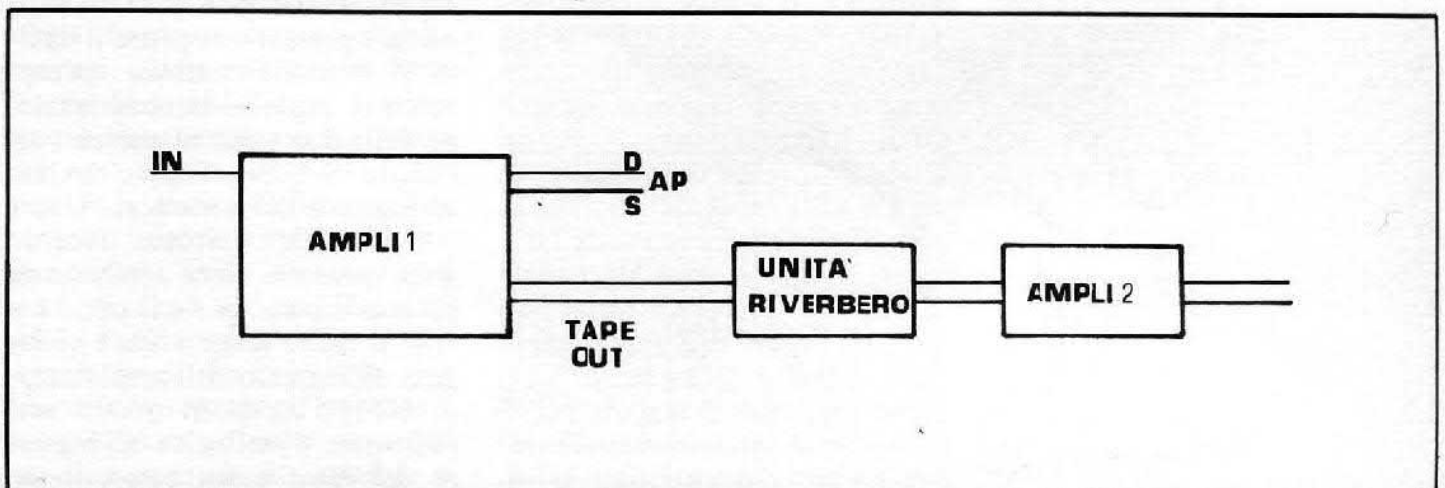 IN
AMPLI 1
D
AP
S
TAPE
OUT
UNITA`
RIVERBERO
AMPLI 2